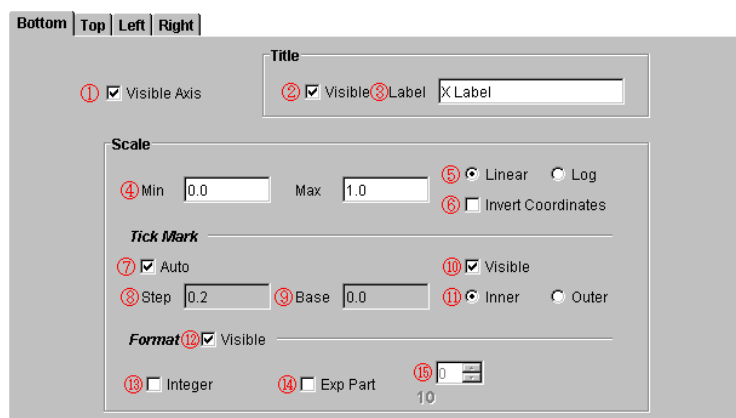 Bottom Top Left Right
Title
① Visible Axis ② Visible ③ Label X Label
Scale
④ Min 0.0 Max 1.0 ⑤ Linear Log
⑥ Invert Coordinates
Tick Mark
⑦ Auto ⑩ Visible
⑧ Step 0.2 ⑨ Base 0.0 ⑪ Inner Outer
Format ⑫ Visible
⑬ Integer ⑭ Exp Part ⑮ 0
10